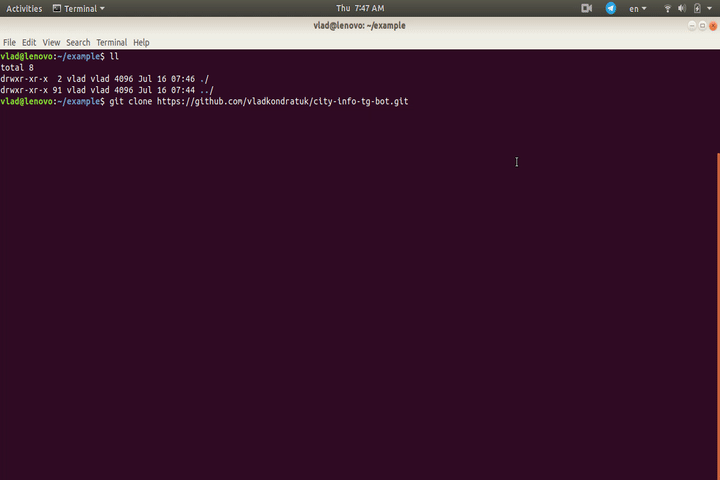 Activities Terminal Thu 7:47 AM en
vlad@lenovo: ~/example
File Edit View Search Terminal Help
vlad@lenovo:~/example$ ll
total 8
drwxr-xr-x  2 vlad vlad 4096 Jul 16 07:46 ./
drwxr-xr-x 91 vlad vlad 4096 Jul 16 07:44 ../
vlad@lenovo:~/example$ git clone https://github.com/vladkondratuk/city-info-tg-bot.git